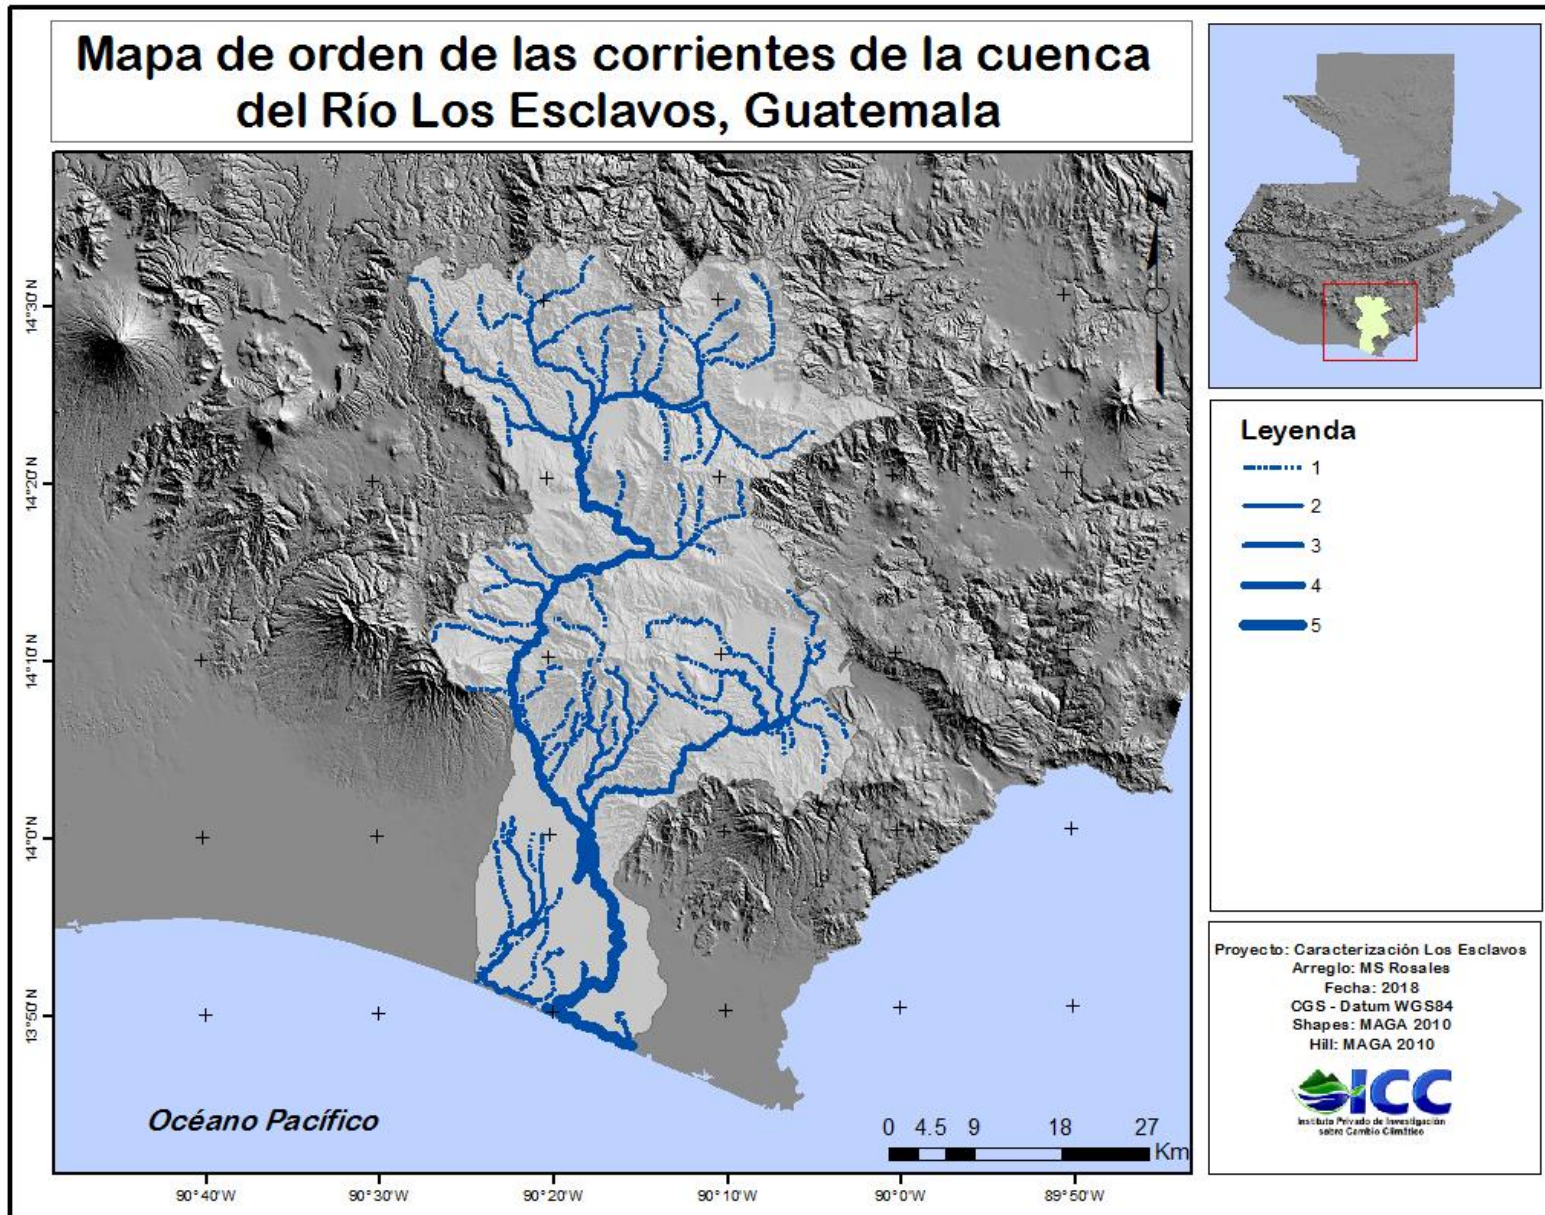 Mapa de orden de las corrientes de la cuenca
del Río Los Esclavos, Guatemala
14°30'N
14°20'N
14°10'N
14°0'N
13°50'N
90°40'W
90°30'W
90°20'W
90°10'W
90°0'W
89°50'W
Océano Pacífico
0 4.5 9 18 27
Km
Leyenda
1
2
3
4
5
Proyecto: Caracterización Los Esclavos
Arreglo: MS Rosales
Fecha: 2018
CGS - Datum WGS84
Shapes: MAGA 2010
Hill: MAGA 2010
ICC
Instituto Privado de Investigación
sobre Cambio Climático